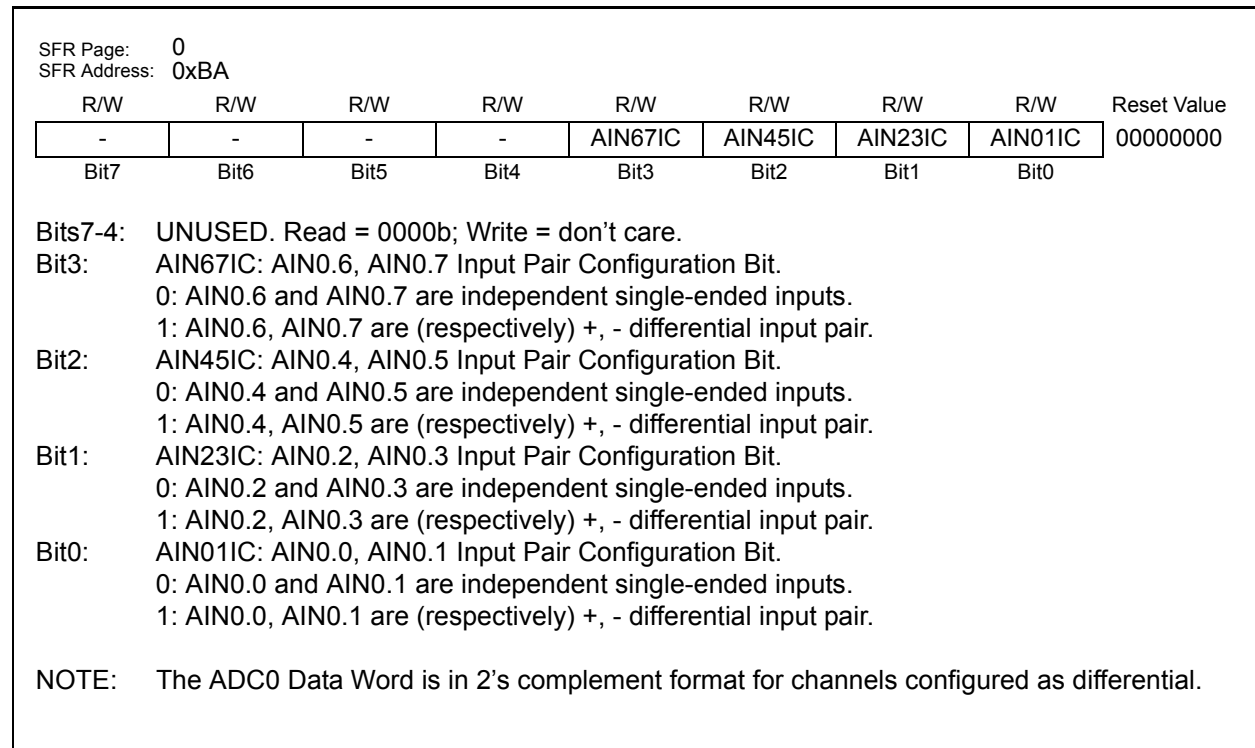 SFR Page: 0
SFR Address: 0xBA
R/W R/W R/W R/W R/W R/W R/W R/W Reset Value
- - - - AIN67IC AIN45IC AIN23IC AIN01IC 00000000
Bit7 Bit6 Bit5 Bit4 Bit3 Bit2 Bit1 Bit0
Bits7-4: UNUSED. Read = 0000b; Write = don’t care.
Bit3: AIN67IC: AIN0.6, AIN0.7 Input Pair Configuration Bit.
0: AIN0.6 and AIN0.7 are independent single-ended inputs.
1: AIN0.6, AIN0.7 are (respectively) +, - differential input pair.
Bit2: AIN45IC: AIN0.4, AIN0.5 Input Pair Configuration Bit.
0: AIN0.4 and AIN0.5 are independent single-ended inputs.
1: AIN0.4, AIN0.5 are (respectively) +, - differential input pair.
Bit1: AIN23IC: AIN0.2, AIN0.3 Input Pair Configuration Bit.
0: AIN0.2 and AIN0.3 are independent single-ended inputs.
1: AIN0.2, AIN0.3 are (respectively) +, - differential input pair.
Bit0: AIN01IC: AIN0.0, AIN0.1 Input Pair Configuration Bit.
0: AIN0.0 and AIN0.1 are independent single-ended inputs.
1: AIN0.0, AIN0.1 are (respectively) +, - differential input pair.
NOTE: The ADC0 Data Word is in 2’s complement format for channels configured as differential.